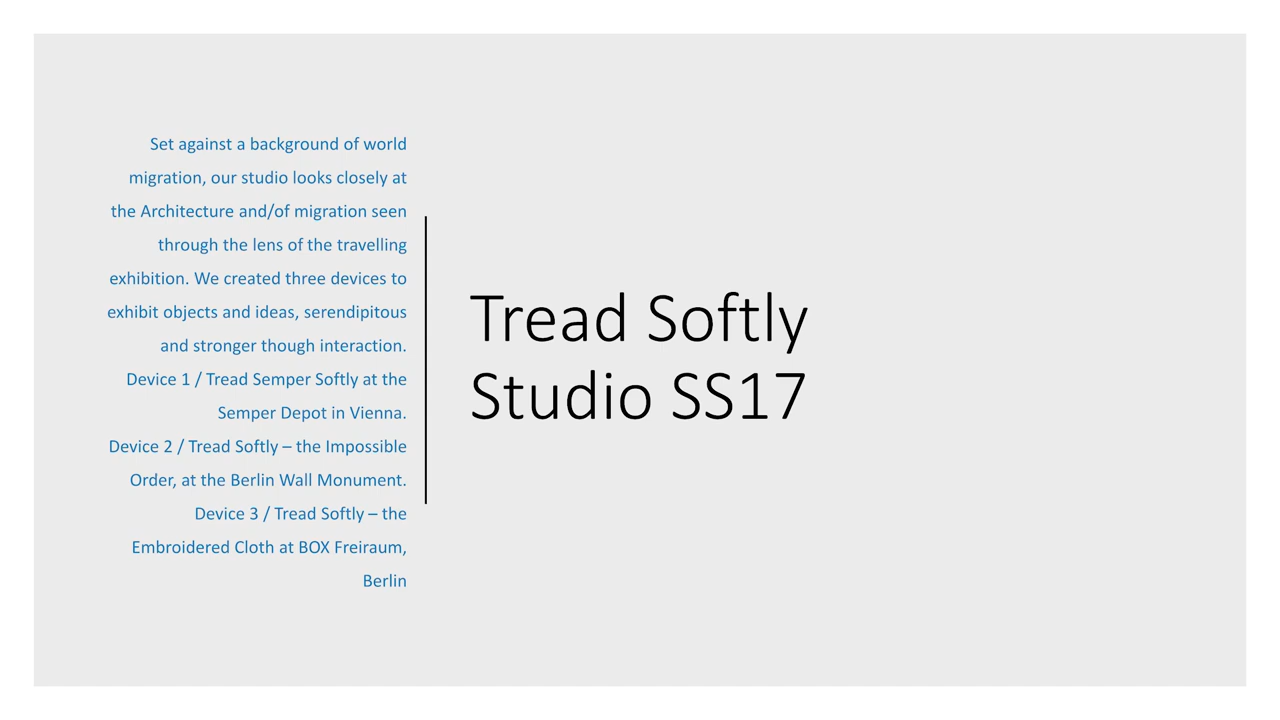 Set against a background of world
migration, our studio looks closely at
the Architecture and/of migration seen
through the lens of the travelling
exhibition. We created three devices to
exhibit objects and ideas, serendipitous
and stronger though interaction.
Device 1 / Tread Semper Softly at the
Semper Depot in Vienna.
Device 2 / Tread Softly – the Impossible
Order, at the Berlin Wall Monument.
Device 3 / Tread Softly – the
Embroidered Cloth at BOX Freiraum,
Berlin
Tread Softly
Studio SS17